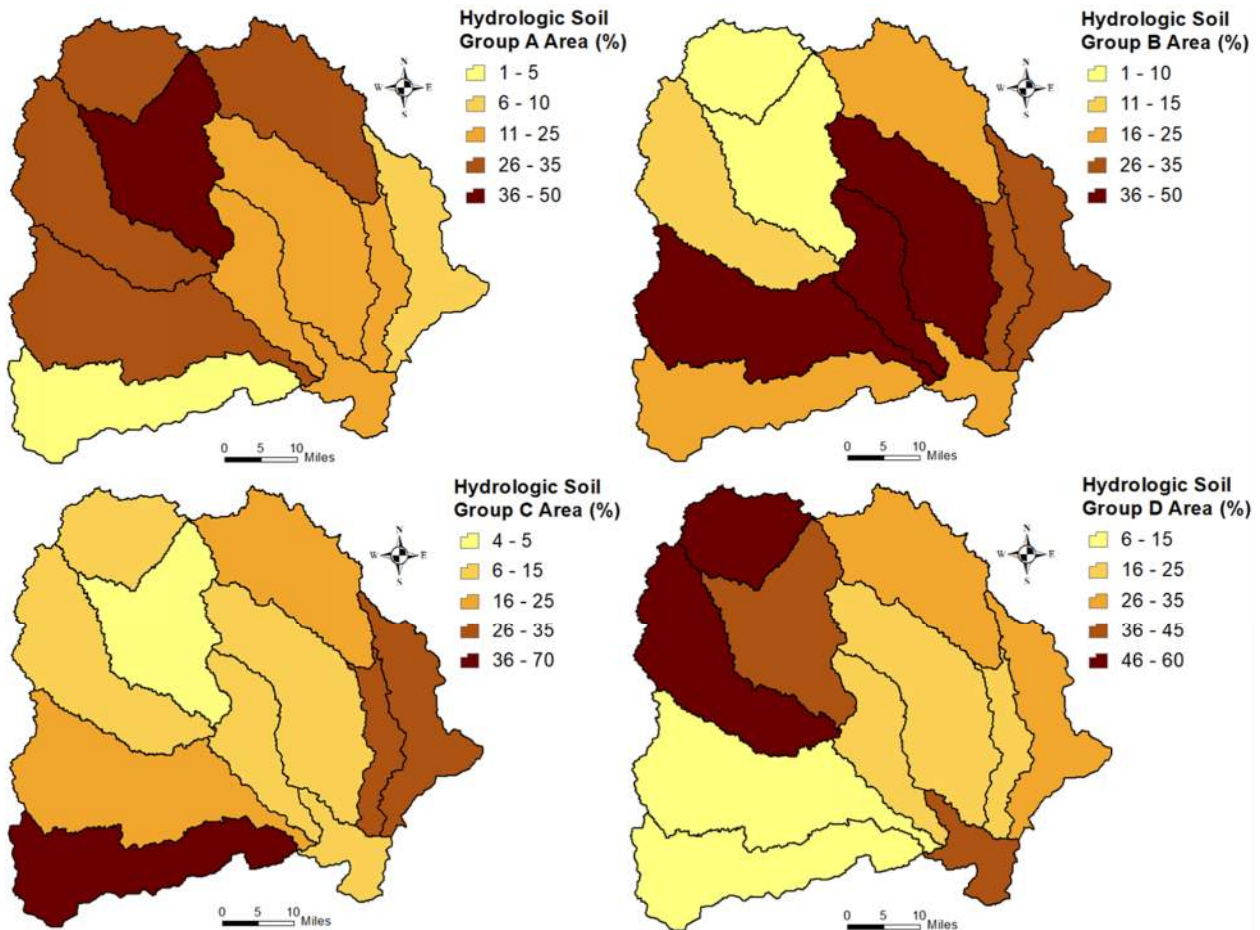 Hydrologic Soil
Group A Area (%)
1 - 5
6 - 10
11 - 25
26 - 35
36 - 50
N
W E
S
0 5 10
Miles
Hydrologic Soil
Group B Area (%)
1 - 10
11 - 15
16 - 25
26 - 35
36 - 50
N
W E
S
0 5 10
Miles
Hydrologic Soil
Group C Area (%)
4 - 5
6 - 15
16 - 25
26 - 35
36 - 70
N
W E
S
0 5 10
Miles
Hydrologic Soil
Group D Area (%)
6 - 15
16 - 25
26 - 35
36 - 45
46 - 60
N
W E
S
0 5 10
Miles